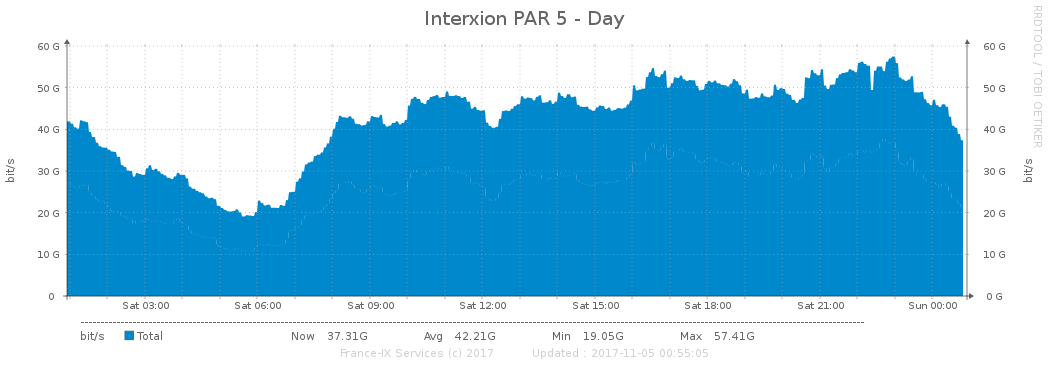 Interxion PAR 5 - Day
RRDTOOL / TOBI OETIKER
60 G 60 G
50 G 50 G
40 G 40 G
30 G 30 G
20 G 20 G
10 G 10 G
0 0 G
bit/s bit/s
Sat 03:00 Sat 06:00 Sat 09:00 Sat 12:00 Sat 15:00 Sat 18:00 Sat 21:00 Sun 00:00
bit/s Total Now 37.31G Avg 42.21G Min 19.05G Max 57.41G
France-IX Services (c) 2017 Updated : 2017-11-05 00:55:05